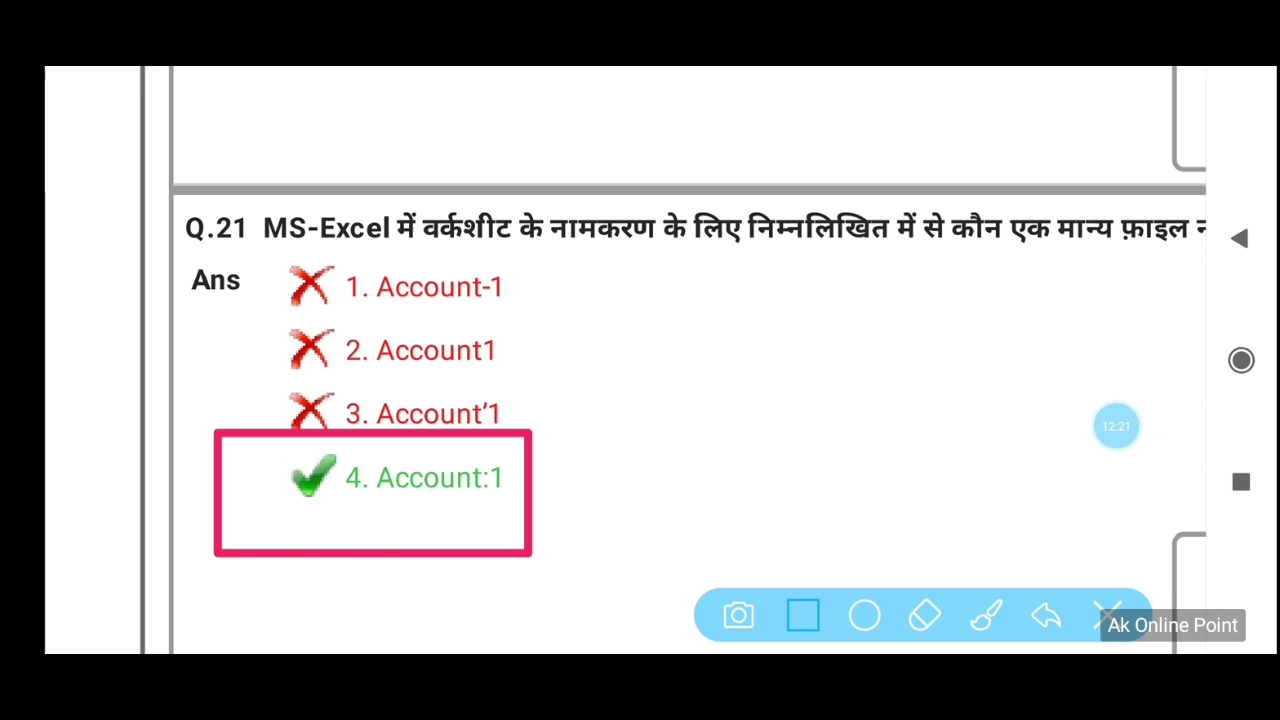 Q.21 MS-Excel में वर्कशीट के नामकरण के लिए निम्नलिखित में से कौन एक मान्य फ़ाइल
Ans
1. Account-1
2. Account1
3. Account’1
4. Account:1
12:21
Ak Online Point